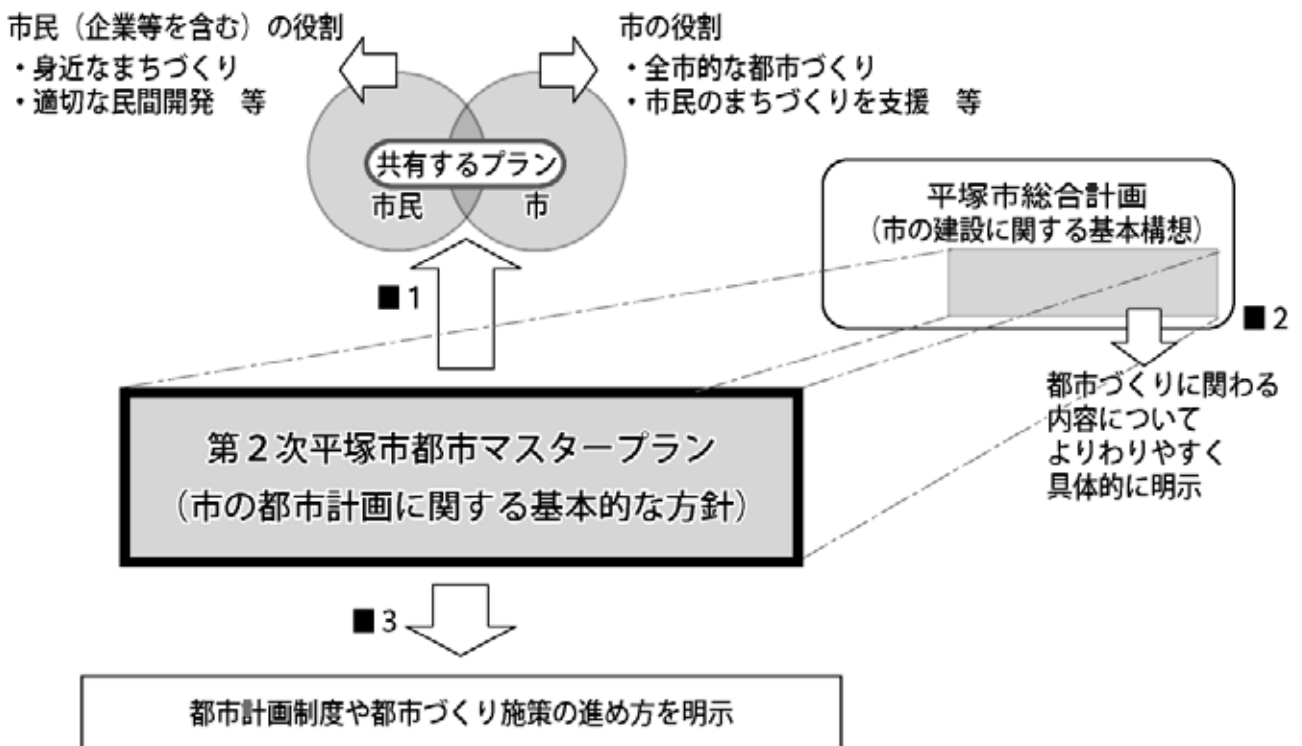 市民（企業等を含む）の役割
・身近なまちづくり
・適切な民間開発　等
市の役割
・全市的な都市づくり
・市民のまちづくりを支援　等
共有するプラン
市民
市
平塚市総合計画
（市の建設に関する基本構想）
■1
■2
都市づくりに関わる
内容について
よりわりやすく
具体的に明示
第２次平塚市都市マスタープラン
（市の都市計画に関する基本的な方針）
■3
都市計画制度や都市づくり施策の進め方を明示